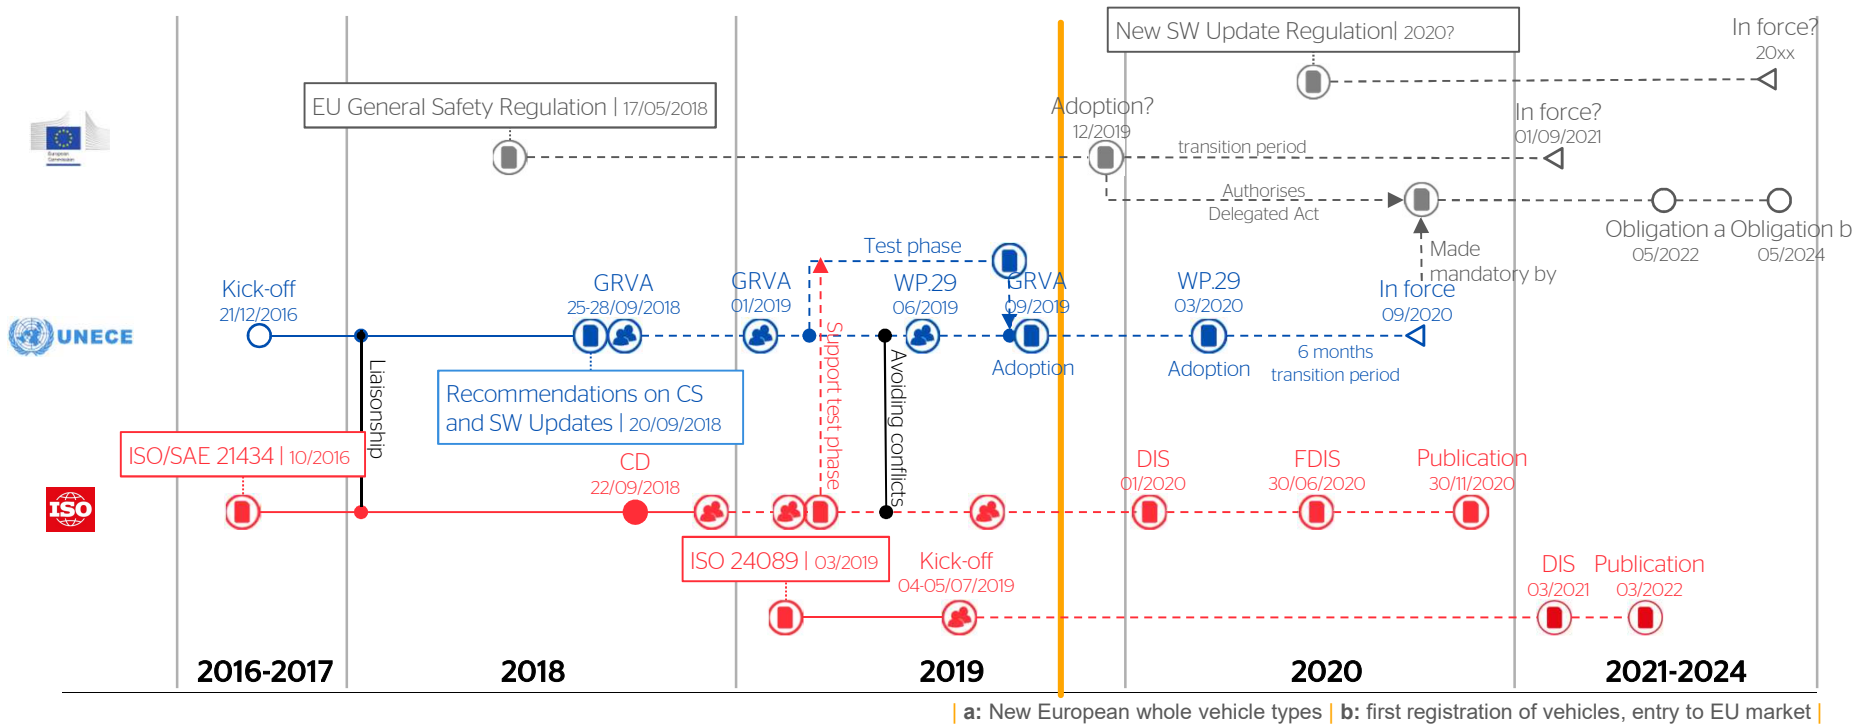 New SW Update Regulation| 2020?
In force?
20xx
EU General Safety Regulation | 17/05/2018
Adoption?
12/2019
In force?
01/09/2021
European
Commission
transition period
Authorises
Delegated Act
Obligation a
05/2022
Obligation b
05/2024
Made
mandatory by
Test phase
Kick-off
21/12/2016
GRVA
25-28/09/2018
GRVA
01/2019
WP.29
06/2019
GRVA
09/2019
WP.29
03/2020
In force
09/2020
UNECE
Adoption
Adoption
6 months
transition period
Liaisonship
Support test phase
Avoiding conflicts
Recommendations on CS
and SW Updates | 20/09/2018
ISO/SAE 21434 | 10/2016
CD
22/09/2018
DIS
01/2020
FDIS
30/06/2020
Publication
30/11/2020
ISO
ISO 24089 | 03/2019
Kick-off
04-05/07/2019
DIS
03/2021
Publication
03/2022
2016-2017
2018
2019
2020
2021-2024
| a: New European whole vehicle types | b: first registration of vehicles, entry to EU market |